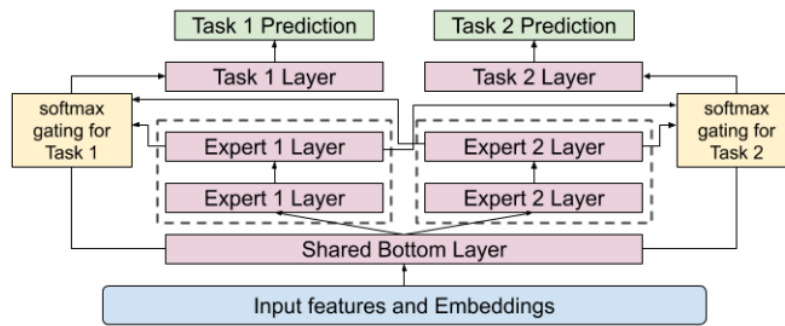 Task 1 Prediction
Task 2 Prediction
Task 1 Layer
Task 2 Layer
softmax
gating for
Task 1
softmax
gating for
Task 2
Expert 1 Layer
Expert 2 Layer
Expert 1 Layer
Expert 2 Layer
Shared Bottom Layer
Input features and Embeddings